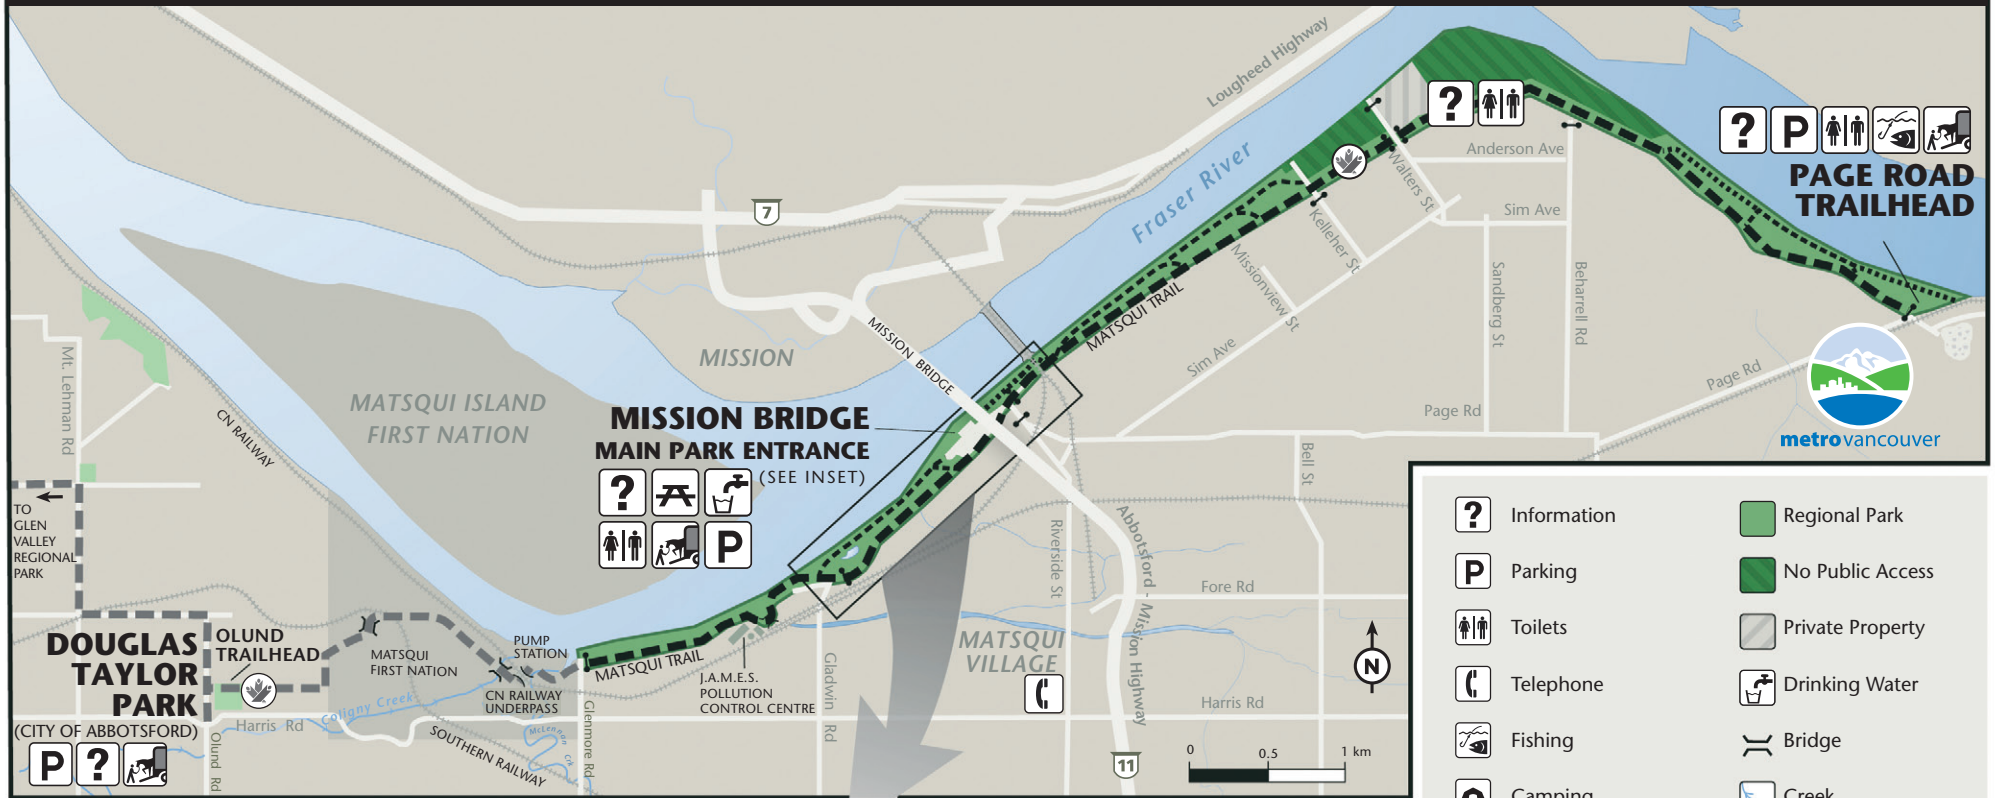 Lougheed Highway
7
Fraser River
Anderson Ave
Walters St
Sim Ave
Kelleher St
Missionview St
Sandberg St
Beharrell Rd
PAGE ROAD
TRAILHEAD
? P
?
MATSQUI TRAIL
Sim Ave
Page Rd
Page Rd
metrovancouver
MISSION
MISSION BRIDGE
Mt. Lehman Rd
CN RAILWAY
MATSQUI ISLAND
FIRST NATION
MISSION BRIDGE
MAIN PARK ENTRANCE
(SEE INSET)
?
P
TO
GLEN
VALLEY
REGIONAL
PARK
Bell St
Riverside St
Abbotsford - Mission Highway
Fore Rd
MATSQUI
VILLAGE
Harris Rd
11
N
0 0.5 1 km
DOUGLAS
TAYLOR
PARK
(CITY OF ABBOTSFORD)
P ?
OLUND
TRAILHEAD
Harris Rd
Olund Rd
MATSQUI
FIRST NATION
Coligny Creek
PUMP
STATION
CN RAILWAY
UNDERPASS
SOUTHERN RAILWAY
McLennan Crk
Glenmore Rd
MATSQUI TRAIL
J.A.M.E.S.
POLLUTION
CONTROL CENTRE
Gladwin Rd
? Information
P Parking
Toilets
Telephone
Fishing
Camping
Regional Park
No Public Access
Private Property
Drinking Water
Bridge
Creek